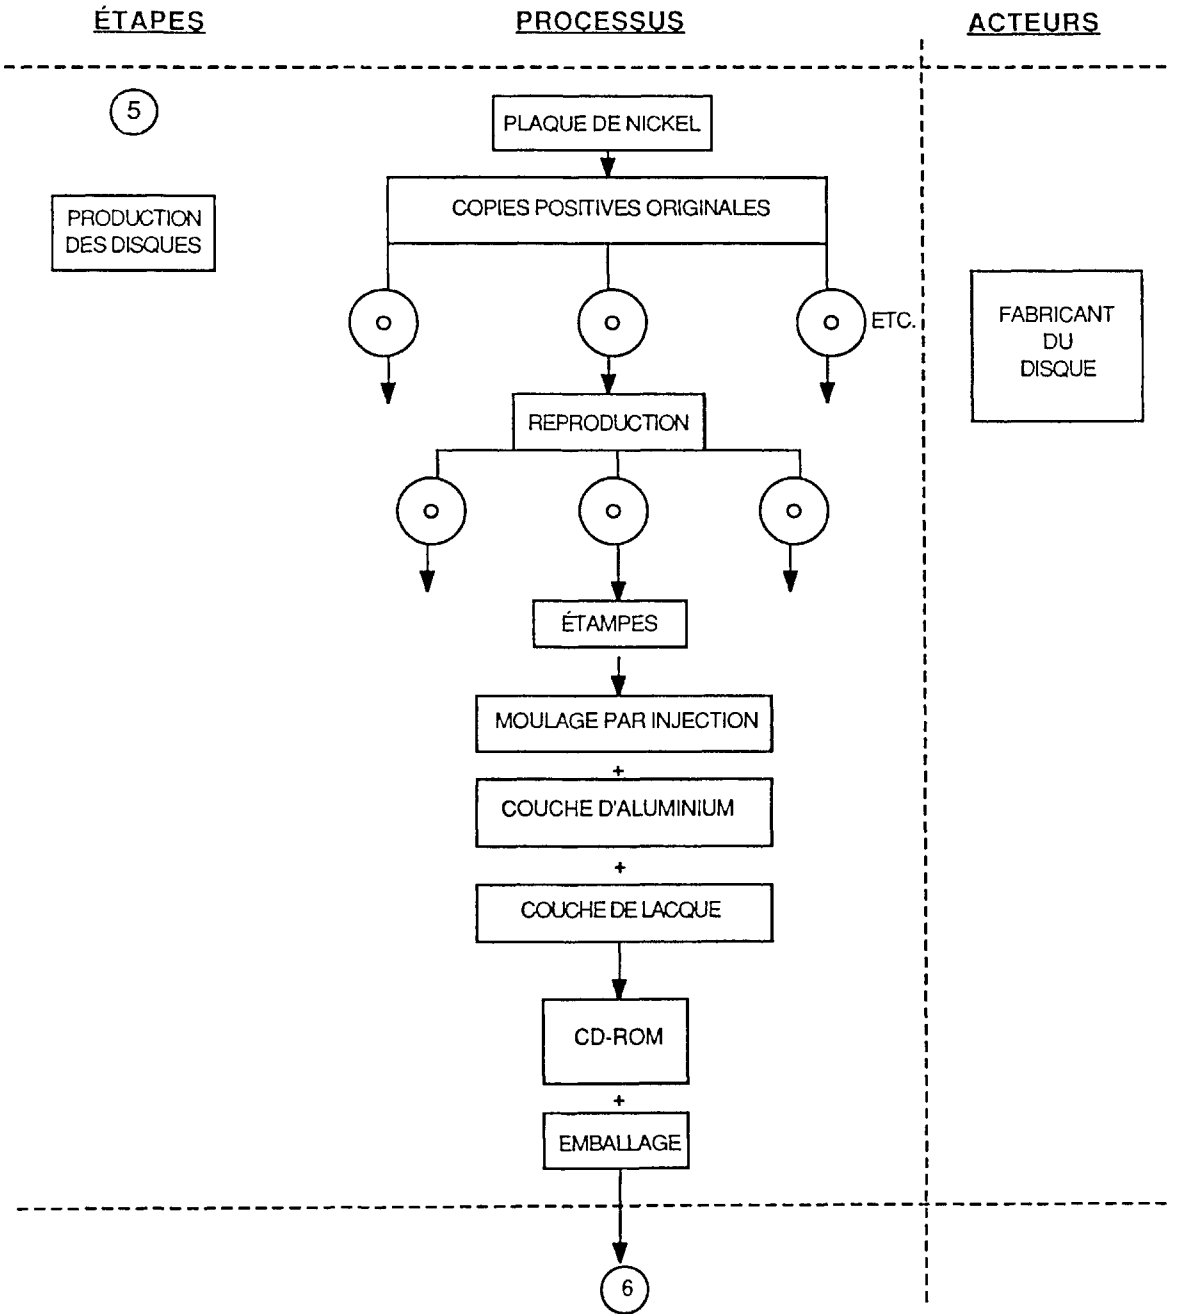 ÉTAPES
PROCESSUS
ACTEURS
5
PLAQUE DE NICKEL
PRODUCTION
DES DISQUES
COPIES POSITIVES ORIGINALES
ETC.
FABRICANT
DU
DISQUE
REPRODUCTION
ÉTAMPES
MOULAGE PAR INJECTION
+
COUCHE D'ALUMINIUM
+
COUCHE DE LACQUE
CD-ROM
+
EMBALLAGE
6